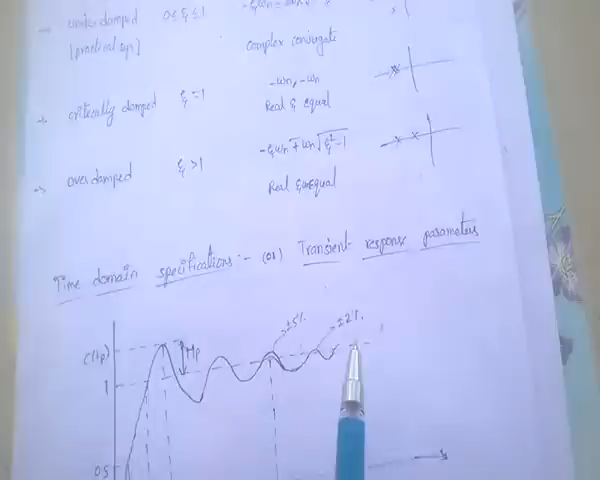 → underdamped 0≤ξ≤1
[practical sys] complex conjugate
→ critically damped ξ=1 -ωn, -ωn
Real & equal
→ overdamped ξ>1 -ξωn ∓ ωn√ξ²-1
Real & unequal
Time domain specifications :- (or) Transient response parameters
±5%. ±2%.
C(tp) Mp
1
0.5